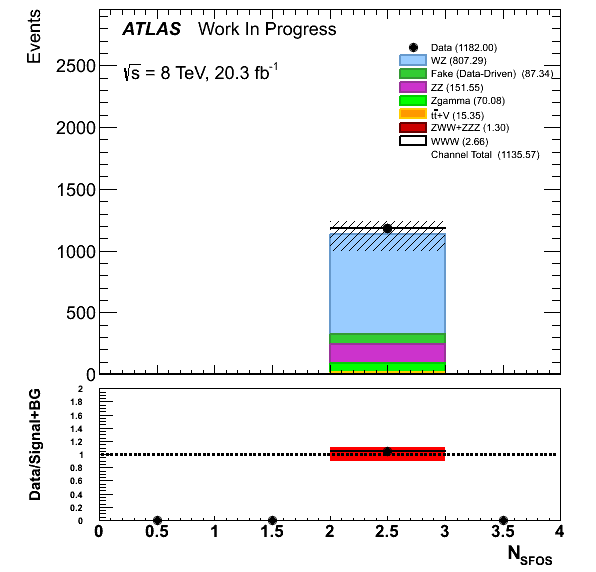 Events
ATLAS Work In Progress
√s = 8 TeV, 20.3 fb⁻¹
Data (1182.00)
WZ (807.29)
Fake (Data-Driven) (87.34)
ZZ (151.55)
Zgamma (70.08)
tt̄+V (15.35)
ZWW+ZZZ (1.30)
WWW (2.66)
Channel Total (1135.57)
2500
2000
1500
1000
500
0
Data/Signal+BG
2
1.8
1.6
1.4
1.2
1
0.8
0.6
0.4
0.2
0
0 0.5 1 1.5 2 2.5 3 3.5 4
N_SFOS